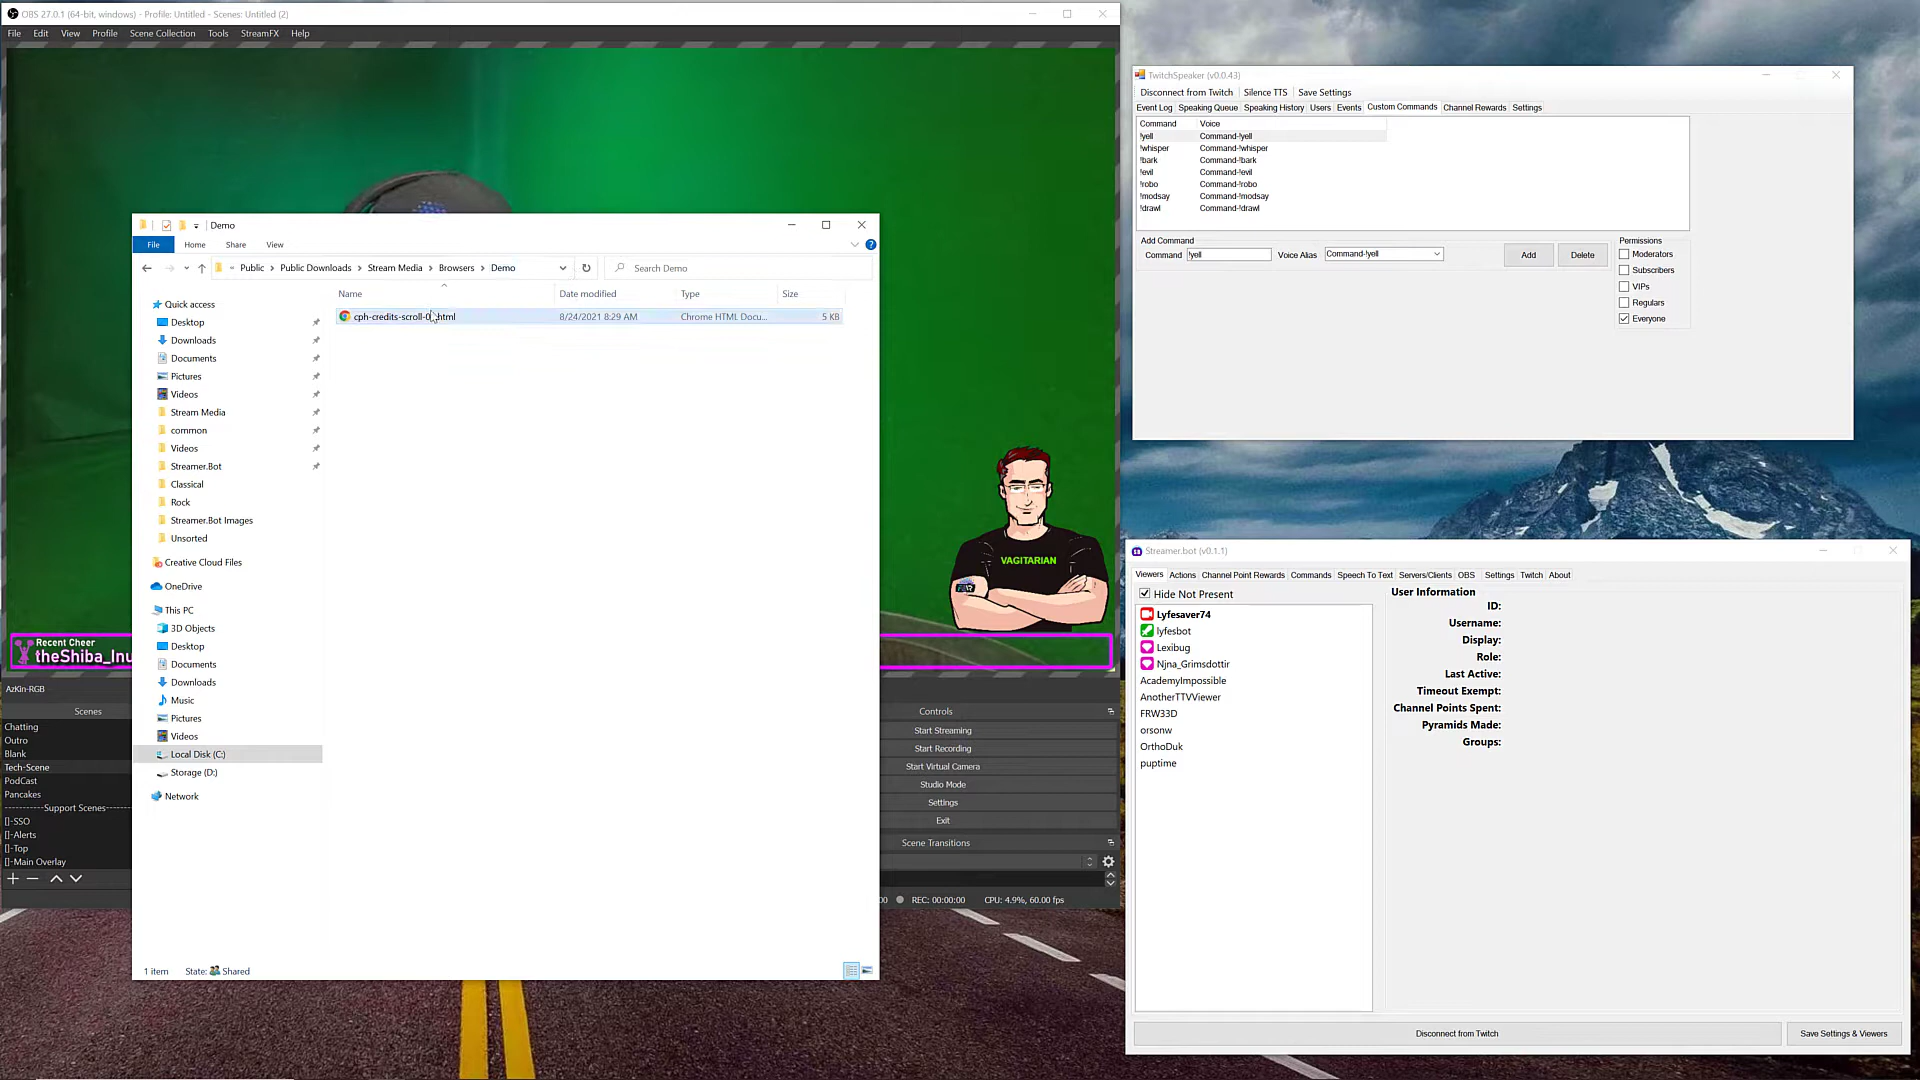 OBS 27.0.1 (64-bit, windows) - Profile: Untitled - Scenes: Untitled (2)
File Edit View Profile Scene Collection Tools StreamFX Help
Demo
File Home Share View
Public Public Downloads Stream Media Browsers Demo
Search Demo
Name Date modified Type Size
cph-credits-scroll-0 html 8/24/2021 8:29 AM Chrome HTML Docu... 5 KB
Quick access
Desktop
Downloads
Documents
Pictures
Videos
Stream Media
common
Videos
Streamer.Bot
Classical
Rock
Streamer.Bot Images
Unsorted
Creative Cloud Files
OneDrive
This PC
3D Objects
Desktop
Documents
Downloads
Music
Pictures
Videos
Local Disk (C:)
Storage (D:)
Network
1 item State: Shared
VAGITARIAN
Recent Cheer
theShiba_Inu
AzKin-RGB
Scenes
Chatting
Outro
Blank
Tech-Scene
PodCast
Pancakes
-----------Support Scenes--------
[]-SSO
[]-Alerts
[]-Top
[]-Main Overlay
Controls
Start Streaming
Start Recording
Start Virtual Camera
Studio Mode
Settings
Exit
Scene Transitions
00 REC: 00:00:00 CPU: 4.9%, 60.00 fps
TwitchSpeaker (v0.0.43)
Disconnect from Twitch Silence TTS Save Settings
Event Log Speaking Queue Speaking History Users Events Custom Commands Channel Rewards Settings
Command Voice
!yell Command-!yell
!whisper Command-!whisper
!bark Command-!bark
!evil Command-!evil
!robo Command-!robo
!modsay Command-!modsay
!drawl Command-!drawl
Add Command
Command !yell Voice Alias Command-!yell Add Delete
Permissions
Moderators
Subscribers
VIPs
Regulars
Everyone
Streamer.bot (v0.1.1)
Viewers Actions Channel Point Rewards Commands Speech To Text Servers/Clients OBS Settings Twitch About
Hide Not Present
Lyfesaver74
lyfesbot
Lexibug
Njna_Grimsdottir
AcademyImpossible
AnotherTTVViewer
FRW33D
orsonw
OrthoDuk
puptime
User Information
ID:
Username:
Display:
Role:
Last Active:
Timeout Exempt:
Channel Points Spent:
Pyramids Made:
Groups:
Disconnect from Twitch Save Settings & Viewers